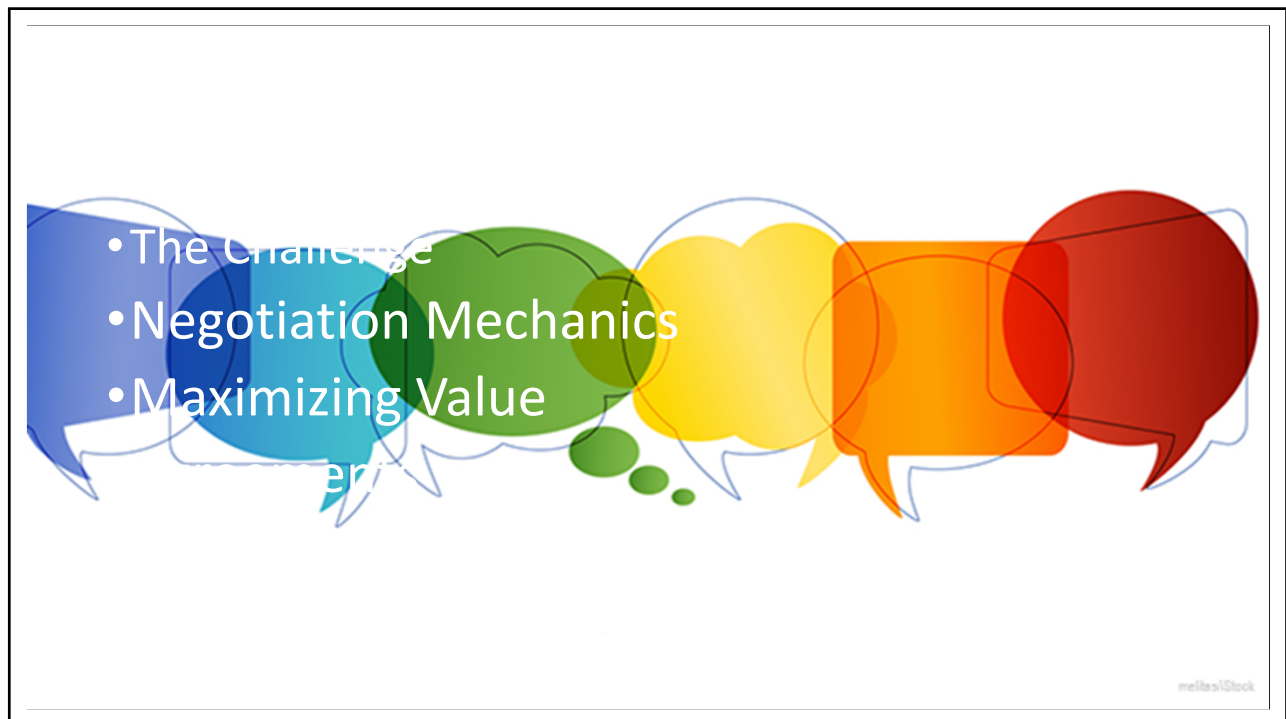 •The Challenge
•Negotiation Mechanics
•Maximizing Value
melitas/iStock